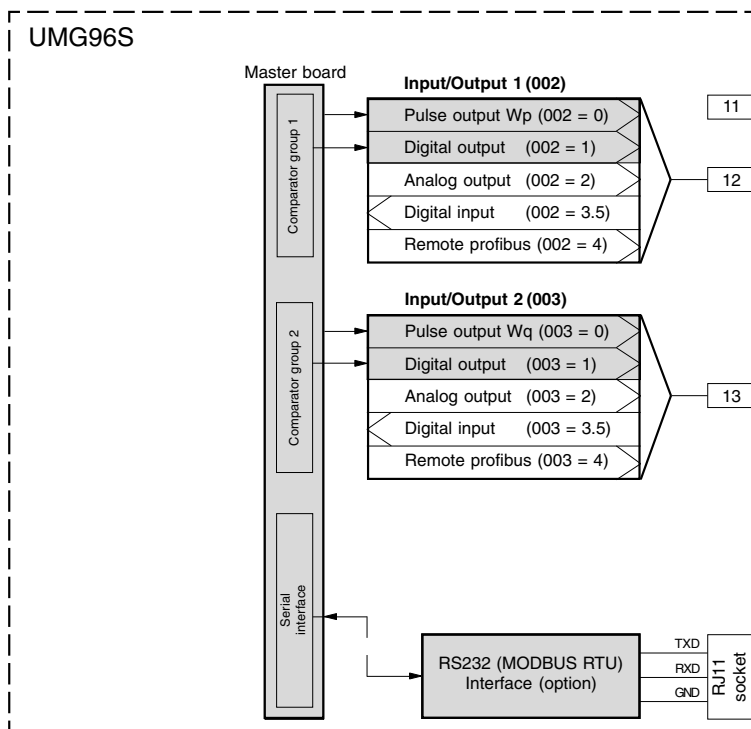 UMG96S
Master board
Comparator group 1
Input/Output 1 (002)
Pulse output Wp (002 = 0)
Digital output (002 = 1)
Analog output (002 = 2)
Digital input (002 = 3.5)
Remote profibus (002 = 4)
11
12
Comparator group 2
Input/Output 2 (003)
Pulse output Wq (003 = 0)
Digital output (003 = 1)
Analog output (003 = 2)
Digital input (003 = 3.5)
Remote profibus (003 = 4)
13
Serial
interface
RS232 (MODBUS RTU)
Interface (option)
TXD
RXD
GND
RJ11
socket